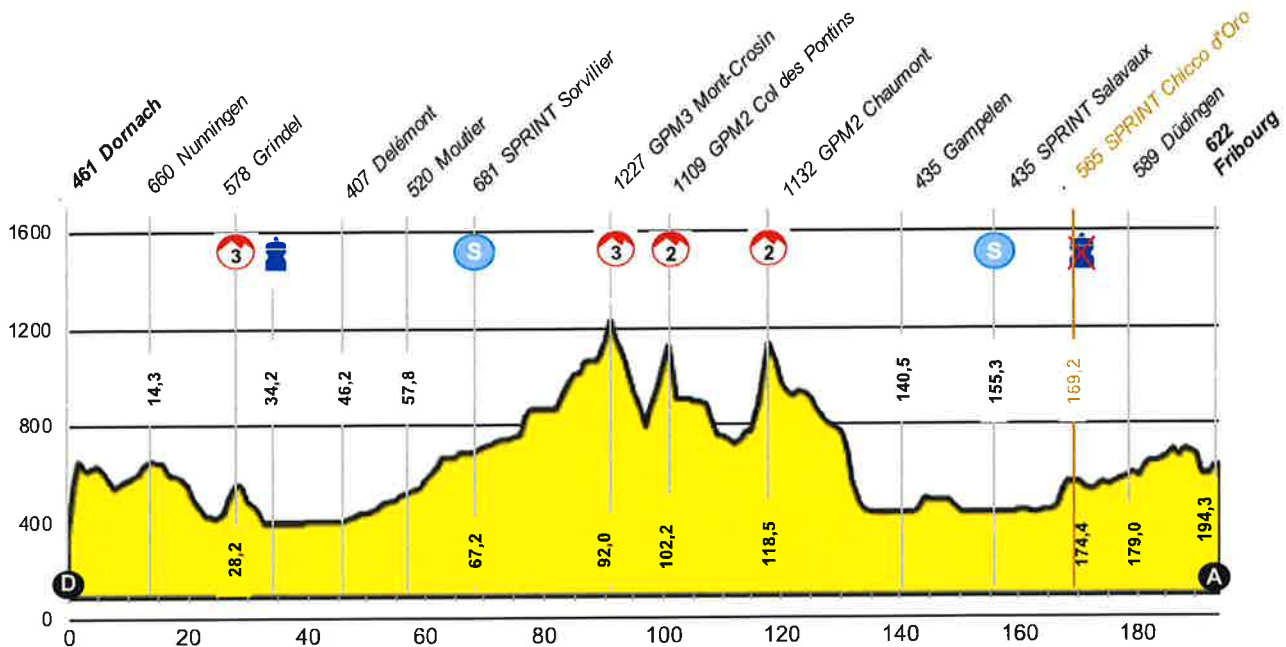 461 Dornach
660 Nunningen
578 Grindel
407 Delémont
520 Moutier
681 SPRINT Sorvilier
1227 GPM3 Mont-Crosin
1109 GPM2 Col des Pontins
1132 GPM2 Chaumont
435 Gampelen
435 SPRINT Salavaux
565 SPRINT Chicco d'Oro
589 Düdingen
622
Fribourg
1600
3
S
3
2
2
S
1200
14,3
34,2
46,2
57,8
140,5
155,3
169,2
800
400
28,2
67,2
92,0
102,2
118,5
174,4
179,0
194,3
D
A
0
0
20
40
60
80
100
120
140
160
180